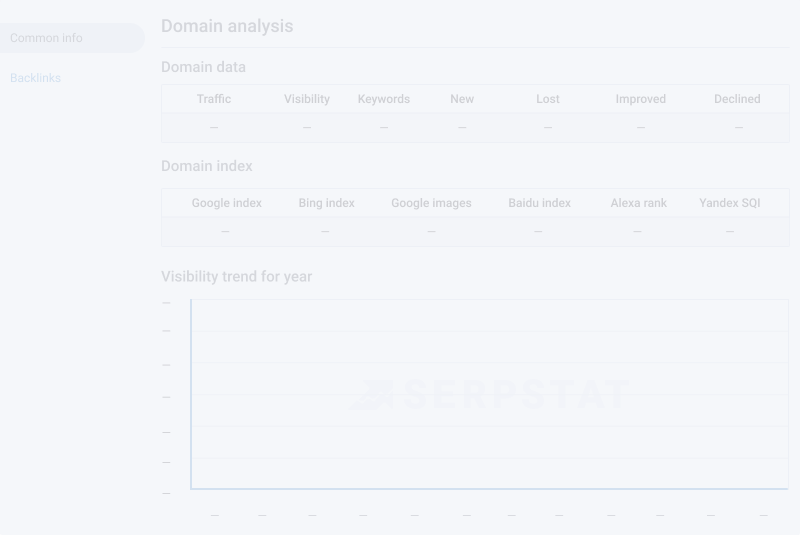 Common info
Backlinks
Domain analysis
Domain data
Traffic Visibility Keywords New Lost Improved Declined
— — — — — — —
Domain index
Google index Bing index Google images Baidu index Alexa rank Yandex SQI
— — — — — —
Visibility trend for year
—
—
—
—
SERPSTAT
—
—
—
— — — — — — — — — — — —